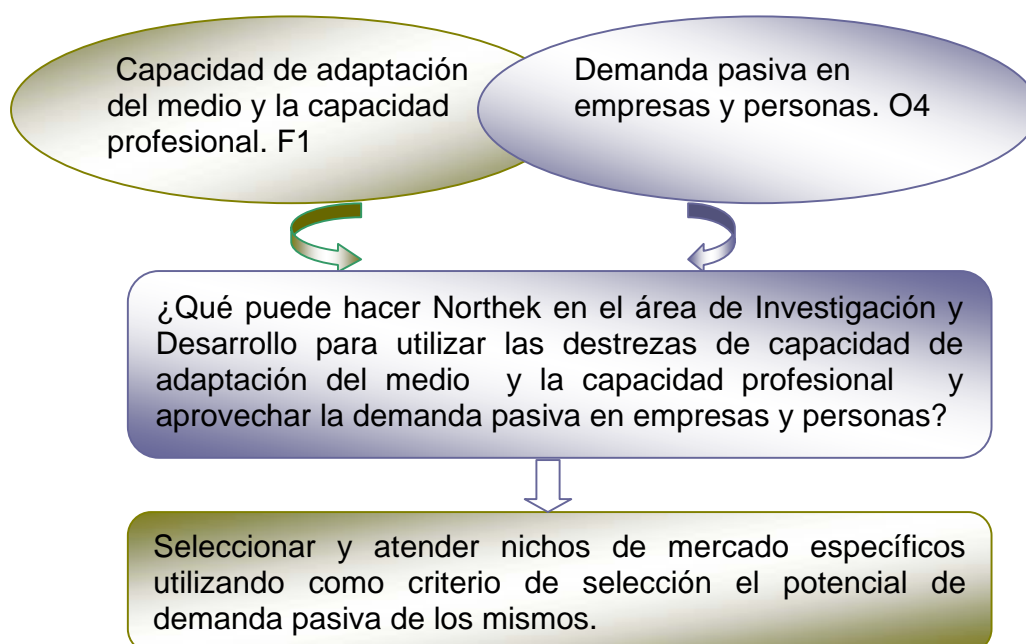 Capacidad de adaptación
del medio y la capacidad
profesional. F1
Demanda pasiva en
empresas y personas. O4
¿Qué puede hacer Northek en el área de Investigación y
Desarrollo para utilizar las destrezas de capacidad de
adaptación del medio y la capacidad profesional y
aprovechar la demanda pasiva en empresas y personas?
Seleccionar y atender nichos de mercado específicos
utilizando como criterio de selección el potencial de
demanda pasiva de los mismos.